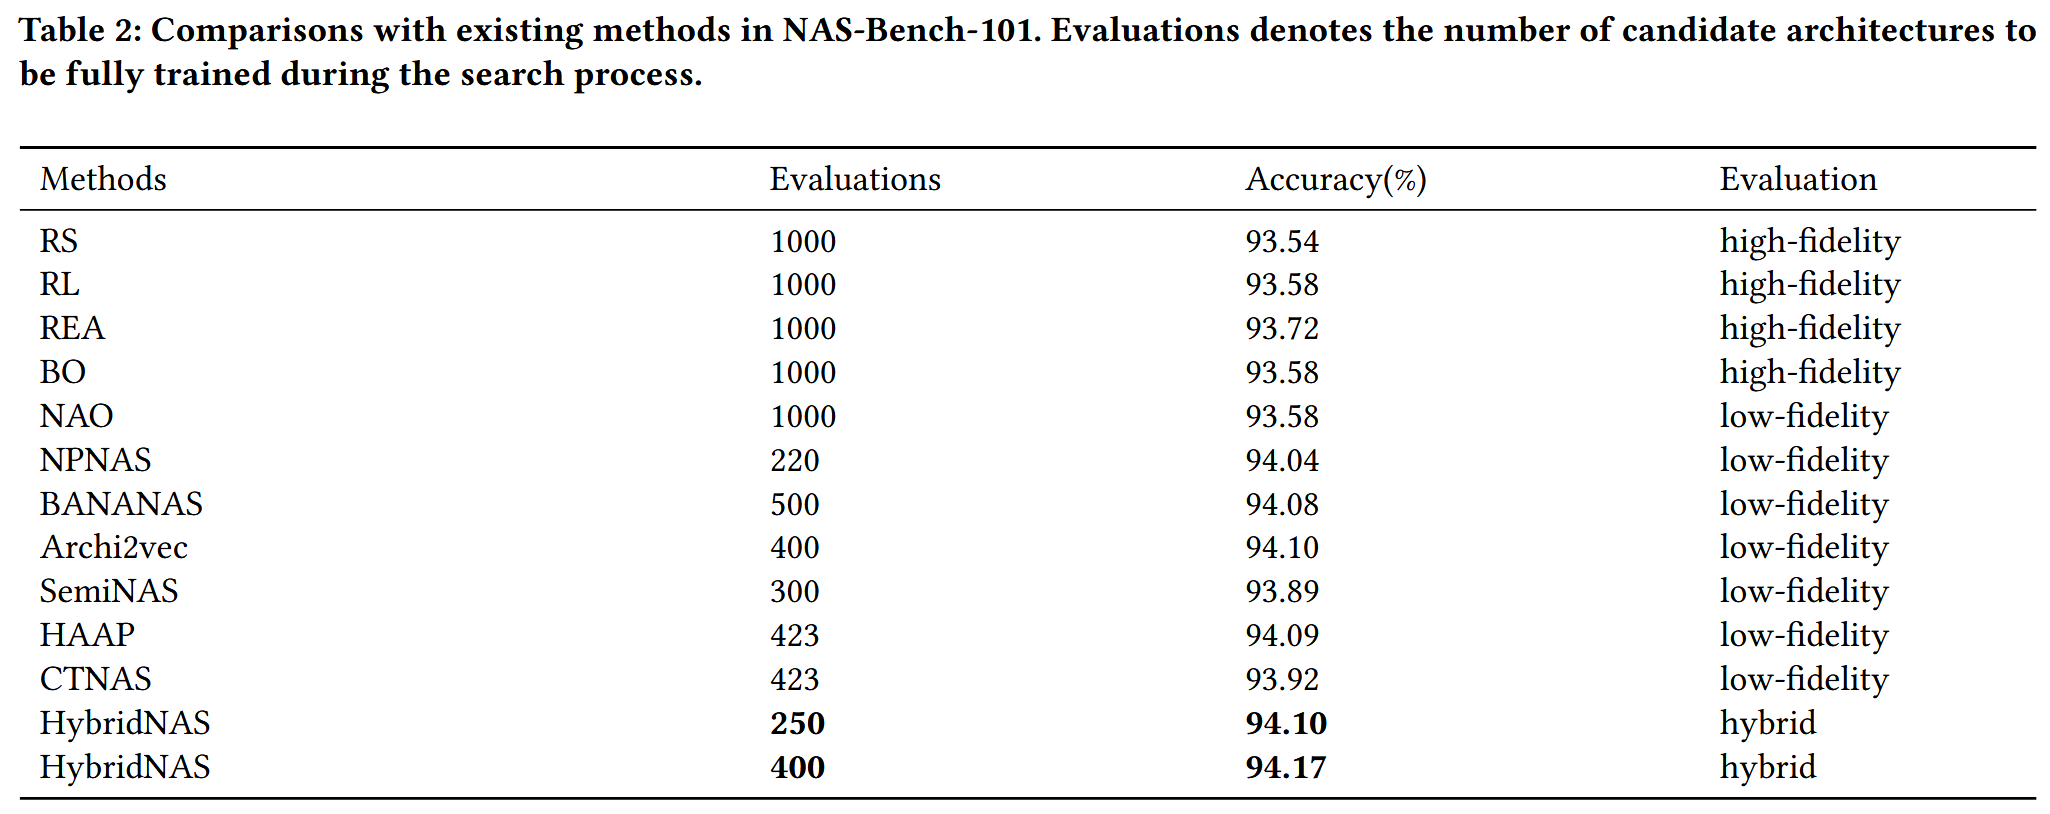 Table 2: Comparisons with existing methods in NAS-Bench-101. Evaluations denotes the number of candidate architectures to
be fully trained during the search process.
Methods Evaluations Accuracy(%) Evaluation
RS 1000 93.54 high-fidelity
RL 1000 93.58 high-fidelity
REA 1000 93.72 high-fidelity
BO 1000 93.58 high-fidelity
NAO 1000 93.58 low-fidelity
NPNAS 220 94.04 low-fidelity
BANANAS 500 94.08 low-fidelity
Archi2vec 400 94.10 low-fidelity
SemiNAS 300 93.89 low-fidelity
HAAP 423 94.09 low-fidelity
CTNAS 423 93.92 low-fidelity
HybridNAS 250 94.10 hybrid
HybridNAS 400 94.17 hybrid